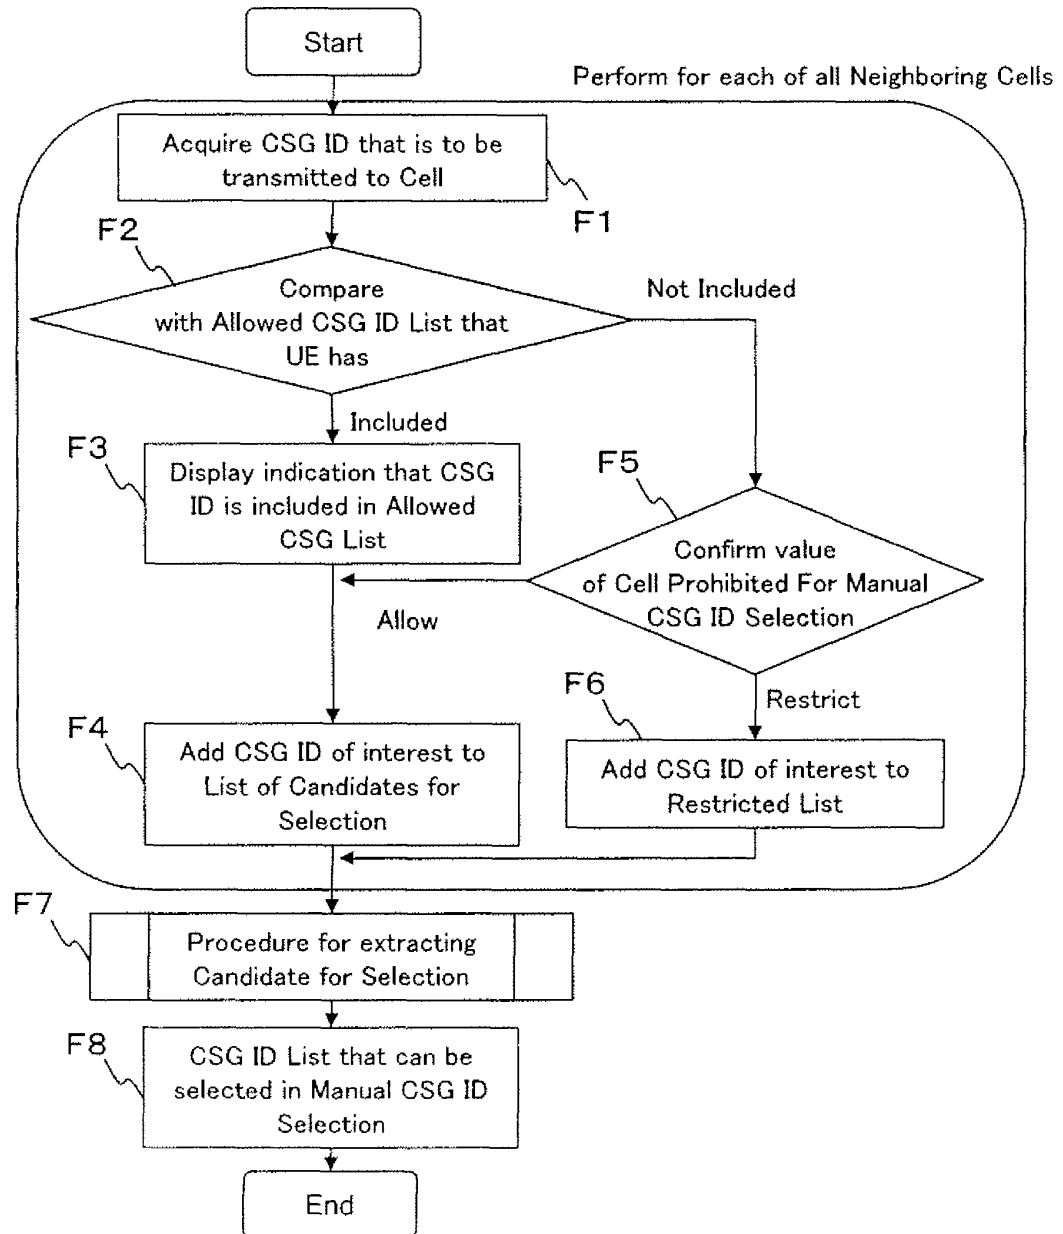 Start
Perform for each of all Neighboring Cells
Acquire CSG ID that is to be
transmitted to Cell
F1
F2
Compare
with Allowed CSG ID List that
UE has
Not Included
Included
F3
Display indication that CSG
ID is included in Allowed
CSG List
F5
Confirm value
of Cell Prohibited For Manual
CSG ID Selection
Allow
Restrict
F4
Add CSG ID of interest to
List of Candidates for
Selection
F6
Add CSG ID of interest to
Restricted List
F7
Procedure for extracting
Candidate for Selection
F8
CSG ID List that can be
selected in Manual CSG ID
Selection
End